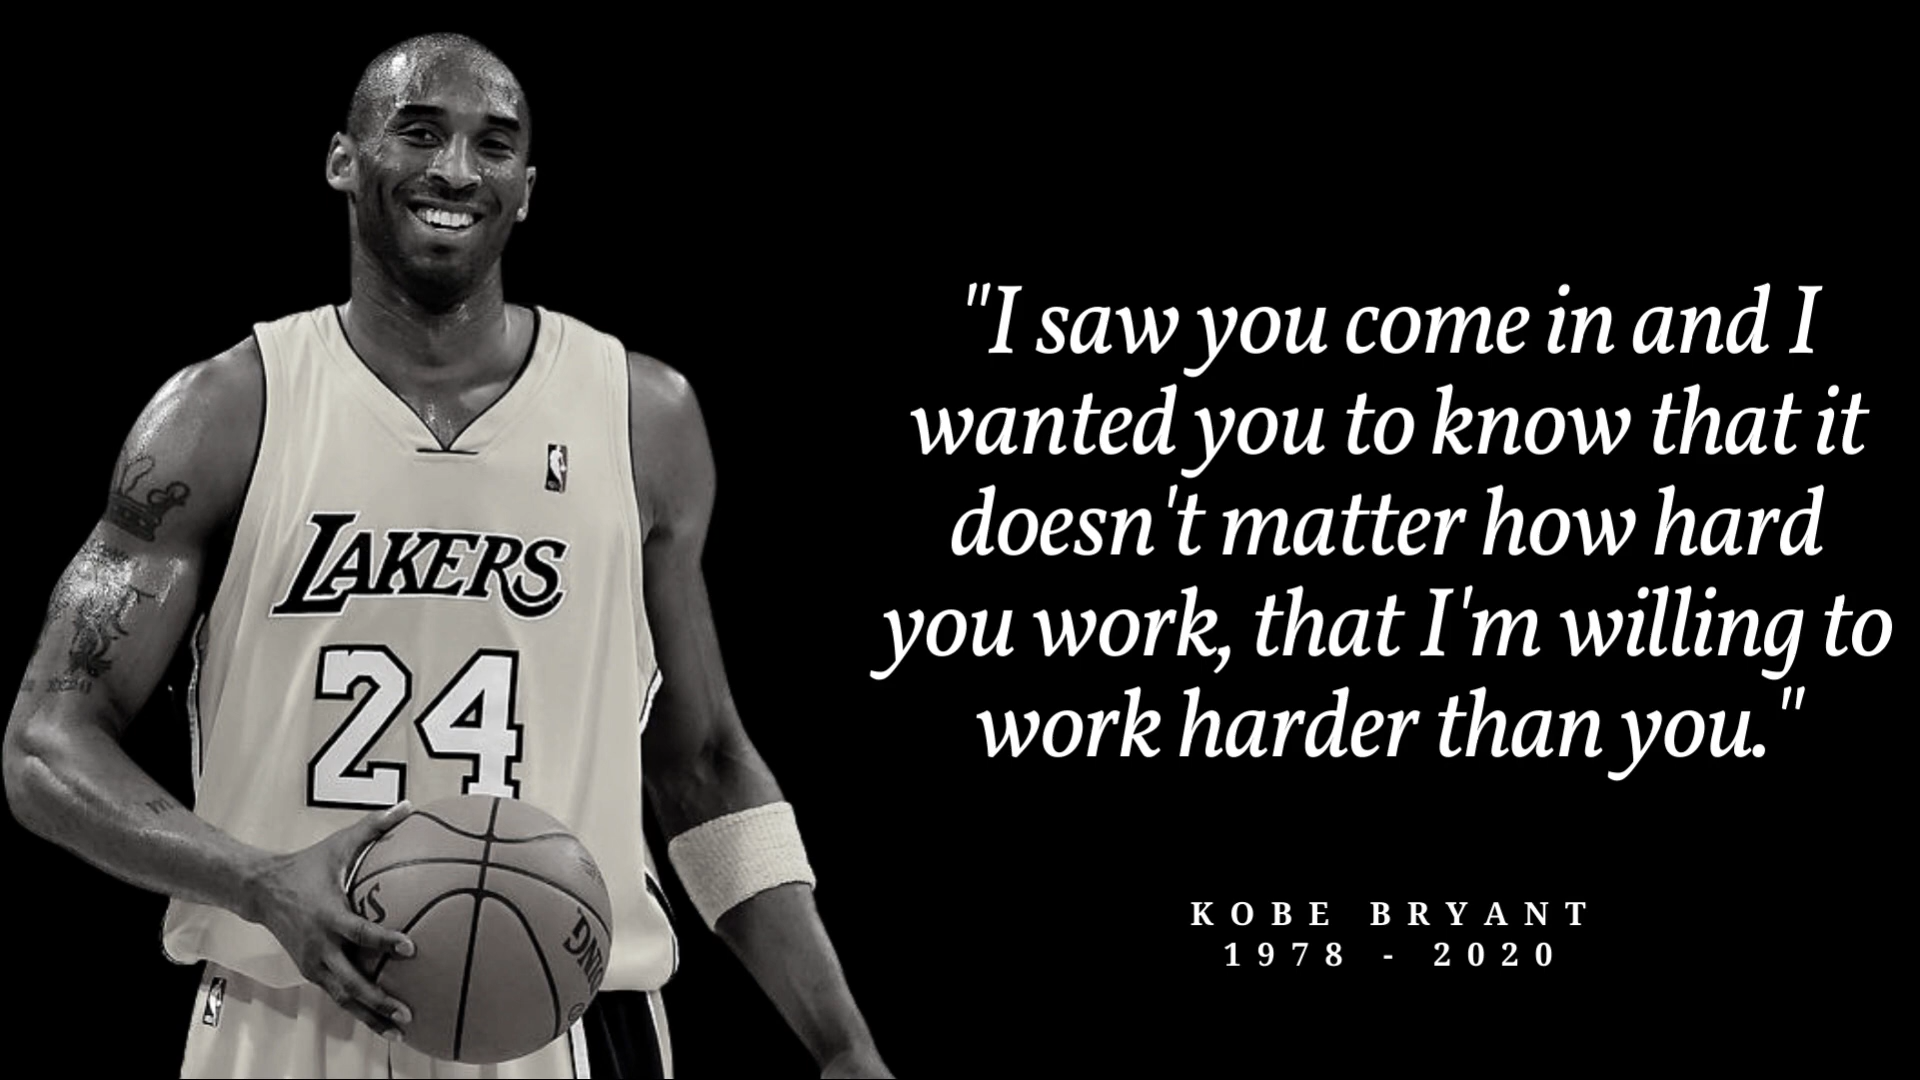 "I saw you come in and I
wanted you to know that it
doesn't matter how hard
you work, that I'm willing to
work harder than you."
LAKERS
24
KOBE BRYANT
1978 - 2020